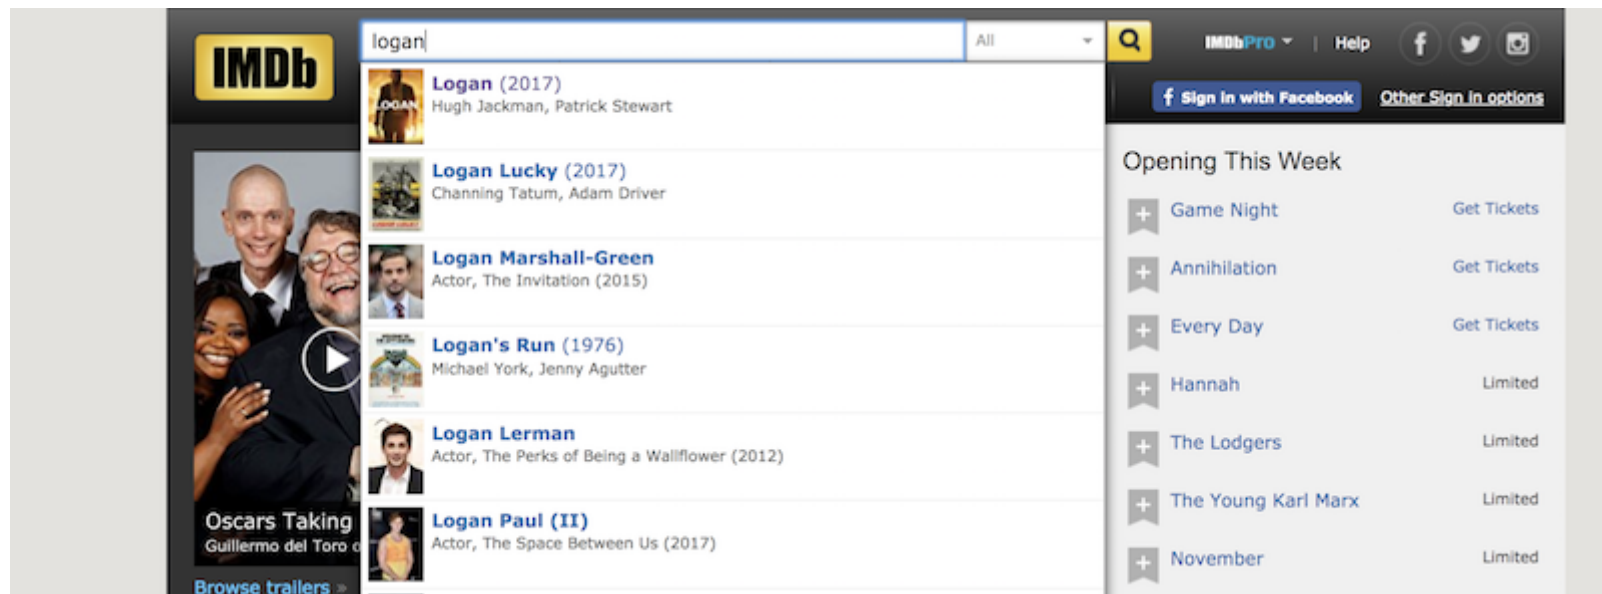 IMDb
logan
All
IMDbPro
|
Help
f Sign in with Facebook
Other Sign in options
Logan (2017)
Hugh Jackman, Patrick Stewart
LOGAN
Logan Lucky (2017)
Channing Tatum, Adam Driver
LOGAN LUCKY
Logan Marshall-Green
Actor, The Invitation (2015)
Logan's Run (1976)
Michael York, Jenny Agutter
Logan Lerman
Actor, The Perks of Being a Wallflower (2012)
Logan Paul (II)
Actor, The Space Between Us (2017)
Oscars Taking
Guillermo del Toro o
Browse trailers »
Opening This Week
Game Night Get Tickets
Annihilation Get Tickets
Every Day Get Tickets
Hannah Limited
The Lodgers Limited
The Young Karl Marx Limited
November Limited